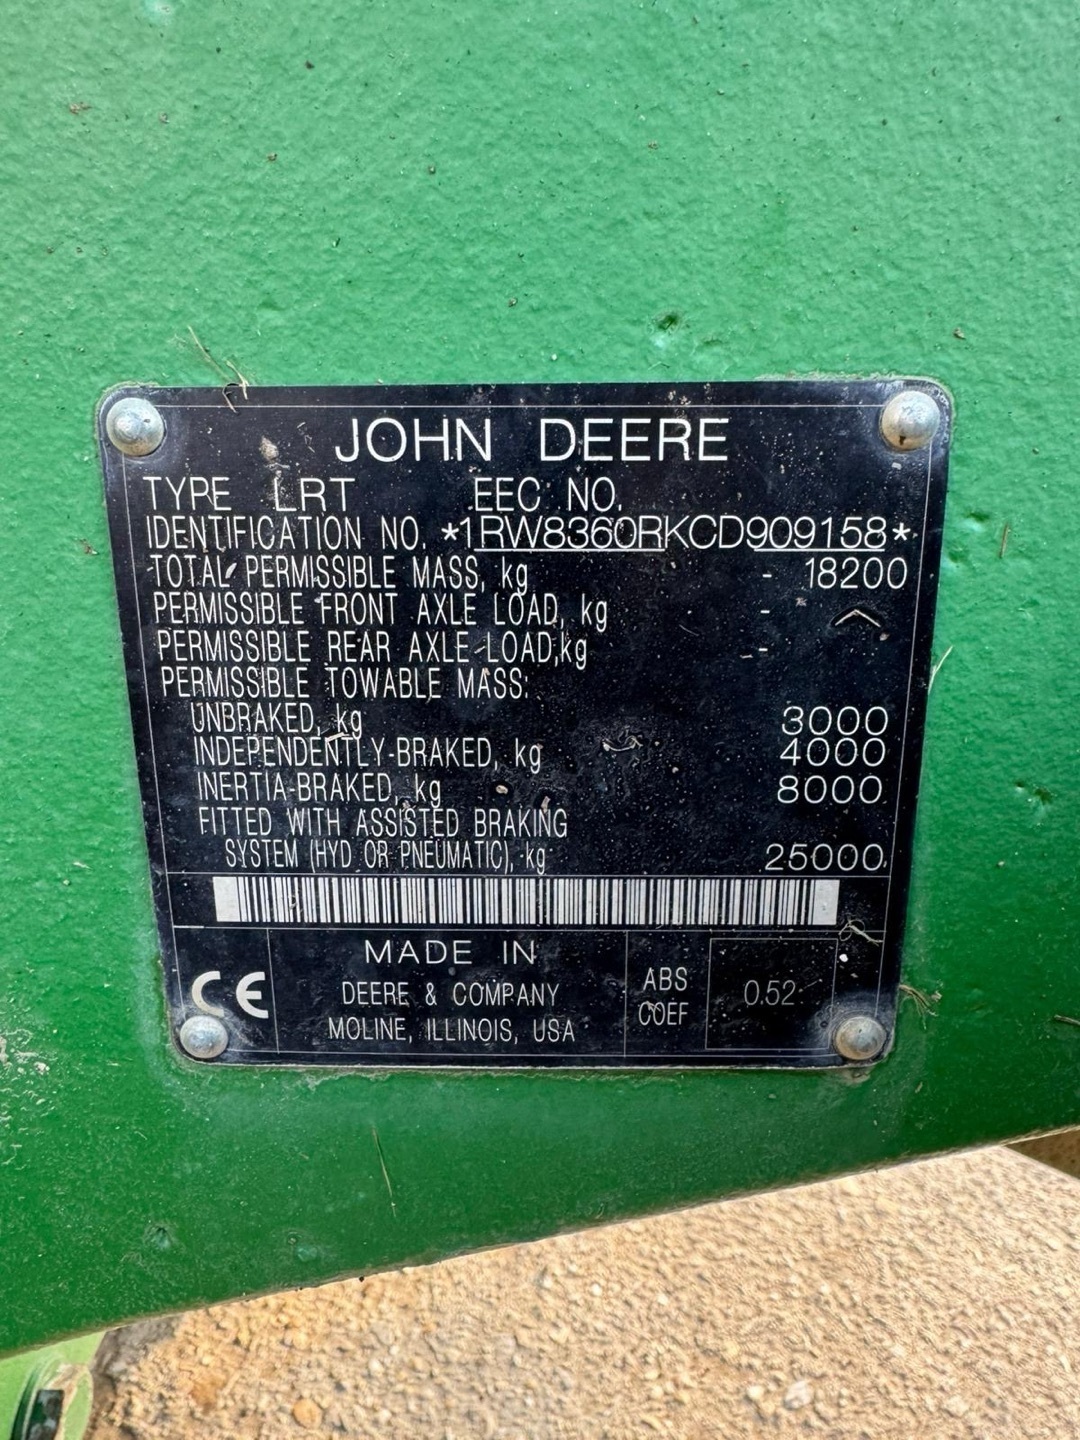 JOHN DEERE
TYPE LRT EEC NO.
IDENTIFICATION NO. *1RW8360RKCD909158*
TOTAL PERMISSIBLE MASS, kg - 18200
PERMISSIBLE FRONT AXLE LOAD, kg -
PERMISSIBLE REAR AXLE LOAD,kg -
PERMISSIBLE TOWABLE MASS:
UNBRAKED, kg 3000
INDEPENDENTLY-BRAKED, kg 4000
INERTIA-BRAKED, kg 8000
FITTED WITH ASSISTED BRAKING
SYSTEM (HYD OR PNEUMATIC), kg 25000
CE
MADE IN
DEERE & COMPANY
MOLINE, ILLINOIS, USA
ABS
COEF
0.52